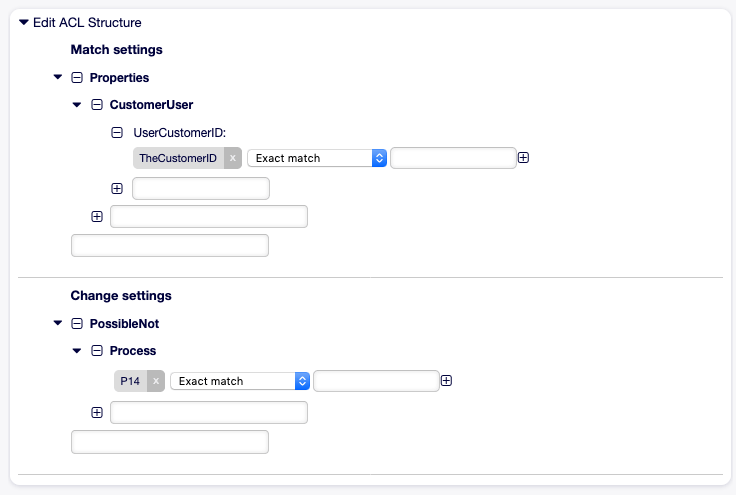 Edit ACL Structure
Match settings
Properties
CustomerUser
UserCustomerID:
TheCustomerID x Exact match
Change settings
PossibleNot
Process
P14 x Exact match